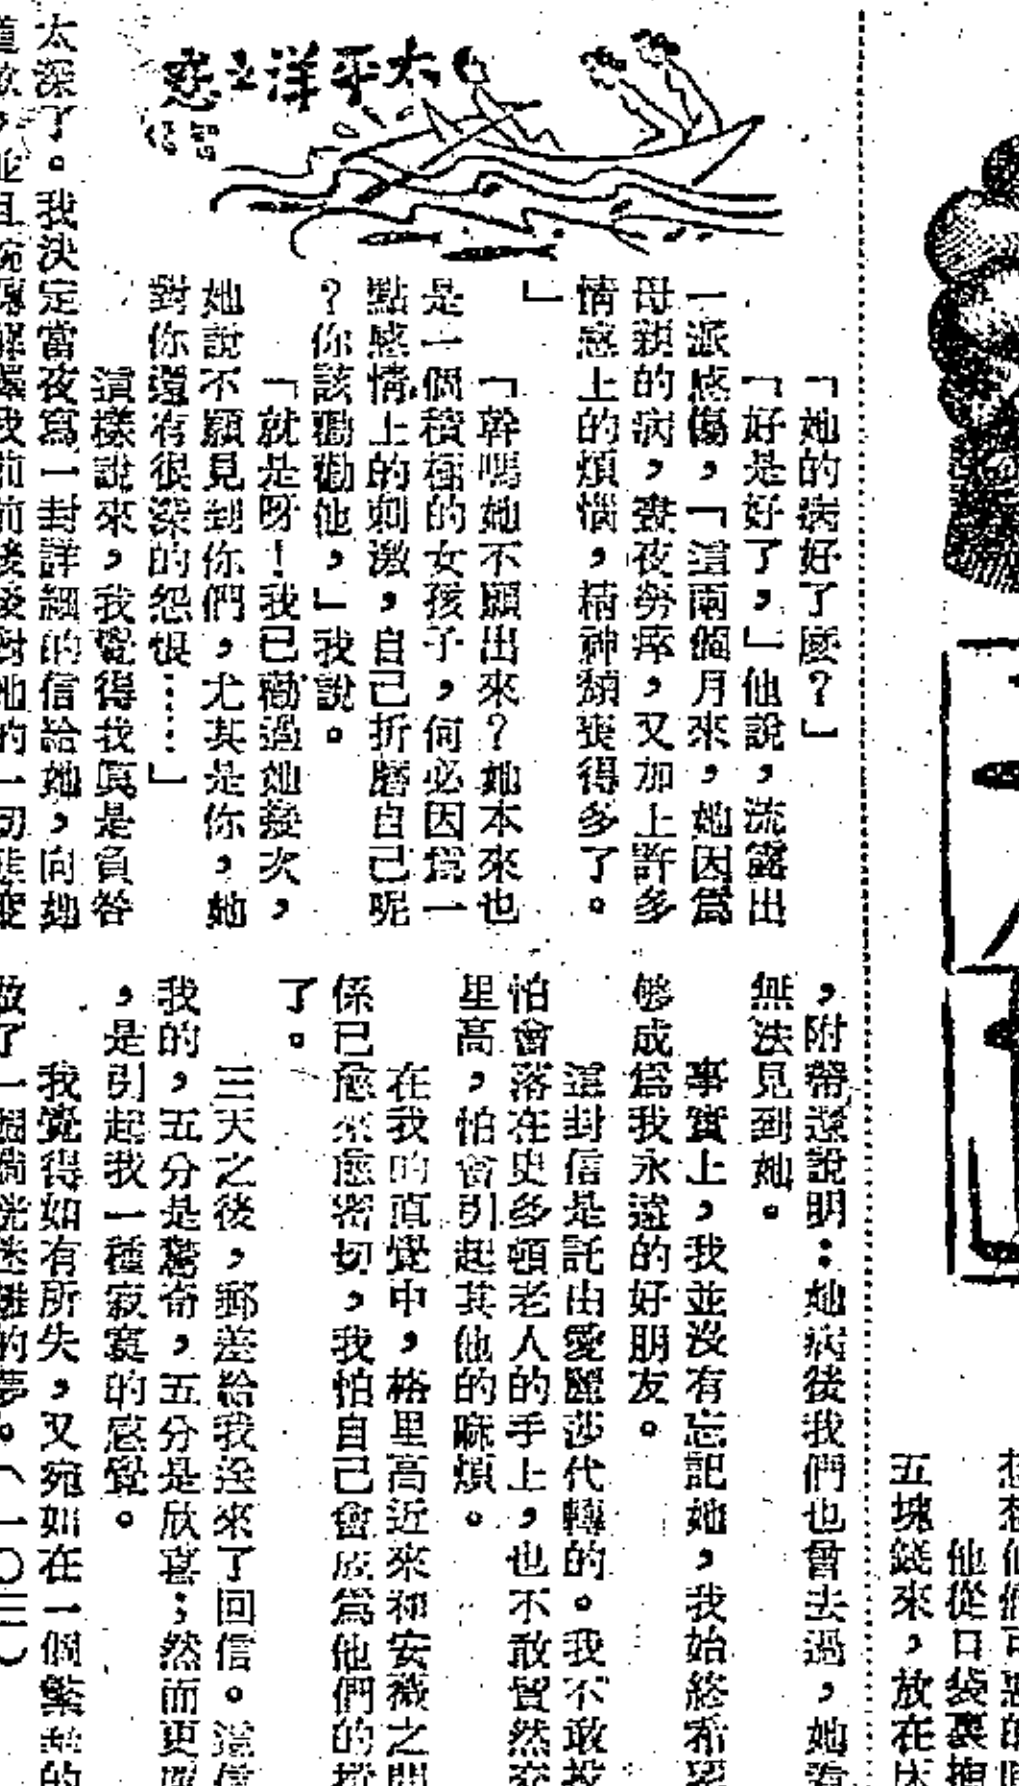 太平洋之戀
「她的病好了麽？」
「好是好了，」他說，流露出
一派感傷，「這兩個月來，她因爲
母親的病，晝夜勞瘁，又加上許多
情感上的煩惱，精神頹喪得多了。
」
「幹嗎她不願出來？她本來也
是一個積極的女孩子，何必因爲一
點感情上的刺激，自己折磨自己呢
？你該勸勸他，」我說。
「就是呀！我已勸過她幾次，
她說不願見到你們，尤其是你，她
對你還有很深的怨恨……」
這樣說來，我覺得我眞是負咎
太深了。我決定當夜寫一封詳細的信給她，向她
，附帶還說明：她病後我們也曾去過，她
無法見到她。
事實上，我並沒有忘記她，我始終希
够成爲我永遠的好朋友。
這封信是託由愛麗莎代轉的。我不敢投
怕會落在史多頓老人的手上，也不敢貿然
里高，怕會引起其他的麻煩。
在我的直覺中，格里高近來和安薇之間
係已愈來愈密切，我怕自己會成爲他們的
了。
三天之後，郵差給我送來了回信。這信
我的，五分是驚奇，五分是欣喜；然而更
，是引起我一種寂寞的感覺。
我覺得如有所失，又宛如在一個
的夢。（一〇三）
他從口袋裏
五塊錢來，放在